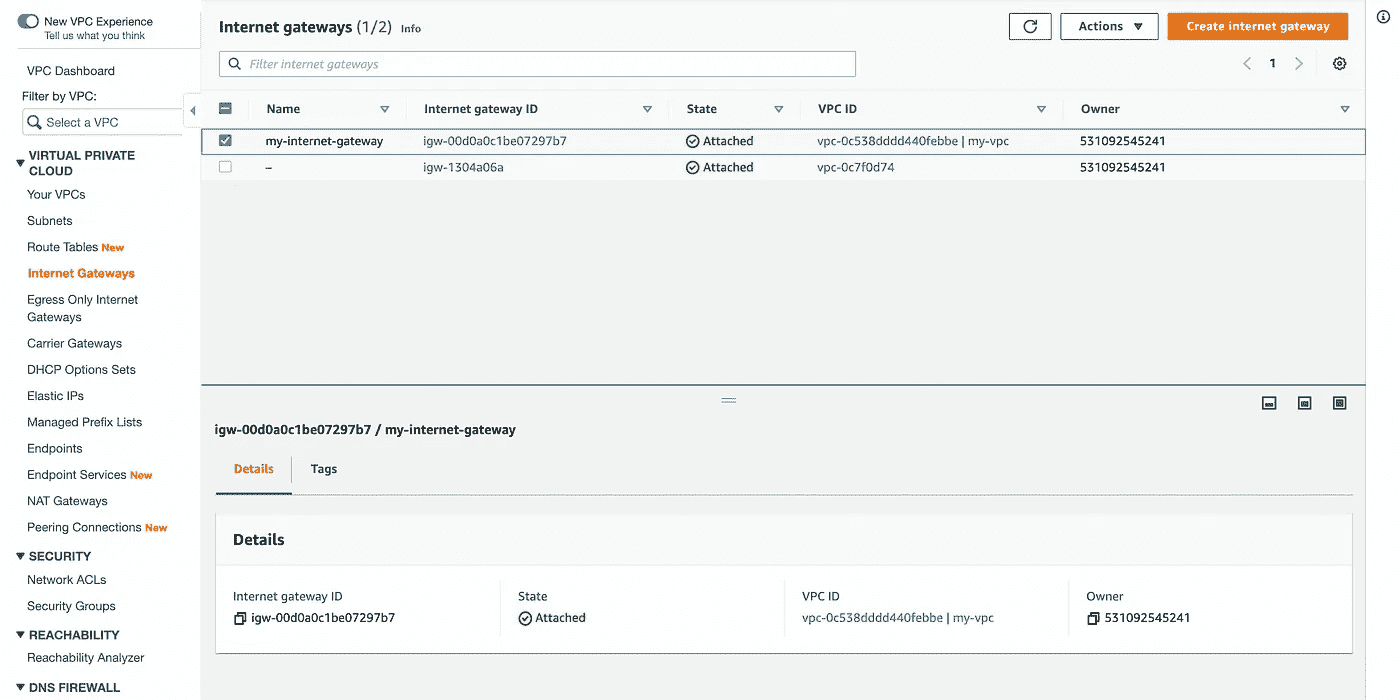 New VPC Experience
Tell us what you think
VPC Dashboard
Filter by VPC:
Select a VPC
VIRTUAL PRIVATE
CLOUD
Your VPCs
Subnets
Route Tables New
Internet Gateways
Egress Only Internet
Gateways
Carrier Gateways
DHCP Options Sets
Elastic IPs
Managed Prefix Lists
Endpoints
Endpoint Services New
NAT Gateways
Peering Connections New
SECURITY
Network ACLs
Security Groups
REACHABILITY
Reachability Analyzer
DNS FIREWALL
Internet gateways (1/2) Info
Actions
Create internet gateway
Filter internet gateways
1
Name Internet gateway ID State VPC ID Owner
my-internet-gateway igw-00d0a0c1be07297b7 Attached vpc-0c538dddd440febbe | my-vpc 531092545241
– igw-1304a06a Attached vpc-0c7f0d74 531092545241
igw-00d0a0c1be07297b7 / my-internet-gateway
Details Tags
Details
Internet gateway ID State VPC ID Owner
igw-00d0a0c1be07297b7 Attached vpc-0c538dddd440febbe | my-vpc 531092545241